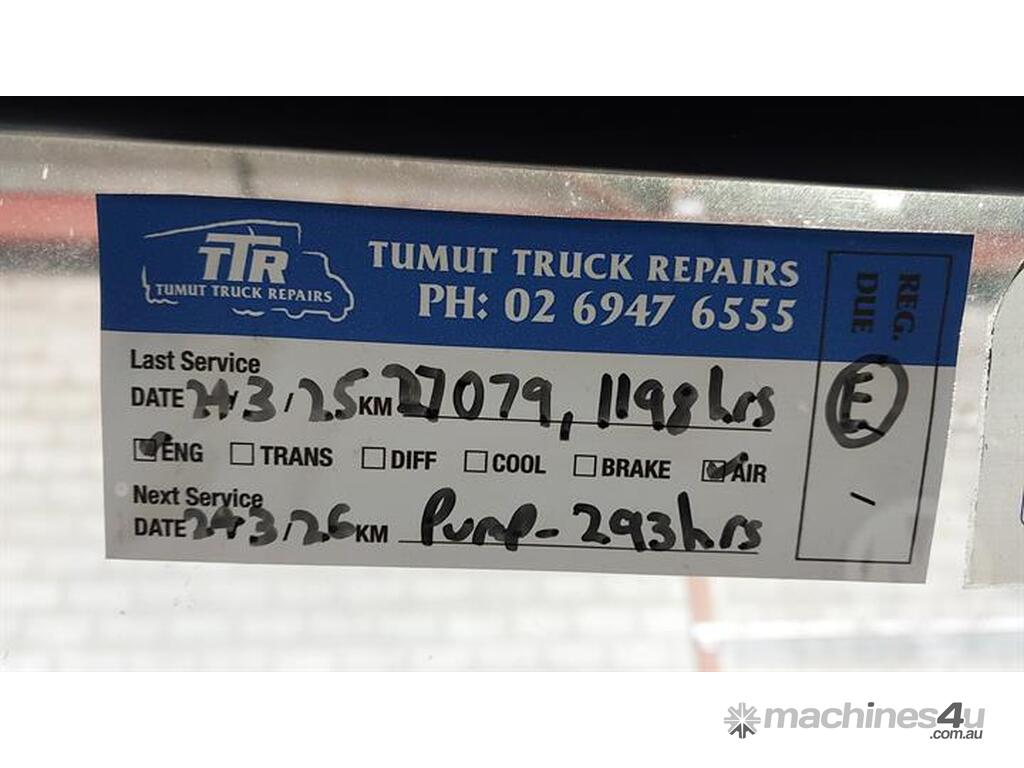 TTR
TUMUT TRUCK REPAIRS
TUMUT TRUCK REPAIRS
PH: 02 6947 6555
REG.
DUE
E
/
Last Service
DATE 24/3/25 KM 27079, 1198hrs
ENG TRANS DIFF COOL BRAKE AIR
Next Service
DATE 24/3/26 KM Pump - 293hrs
machines4u
.com.au